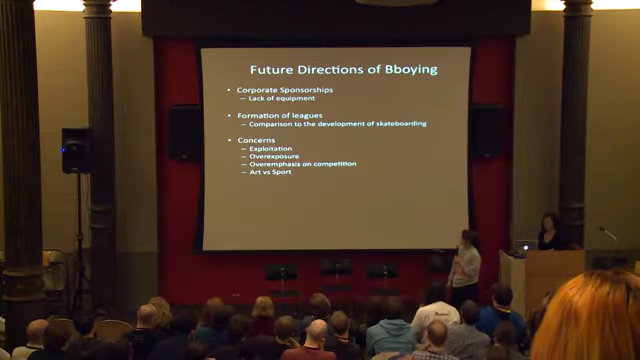 Future Directions of Bboying
• Corporate Sponsorships
– Lack of equipment
• Formation of leagues
– Comparison to the development of skateboarding
• Concerns
– Exploitation
– Overexposure
– Overemphasis on competition
– Art vs Sport